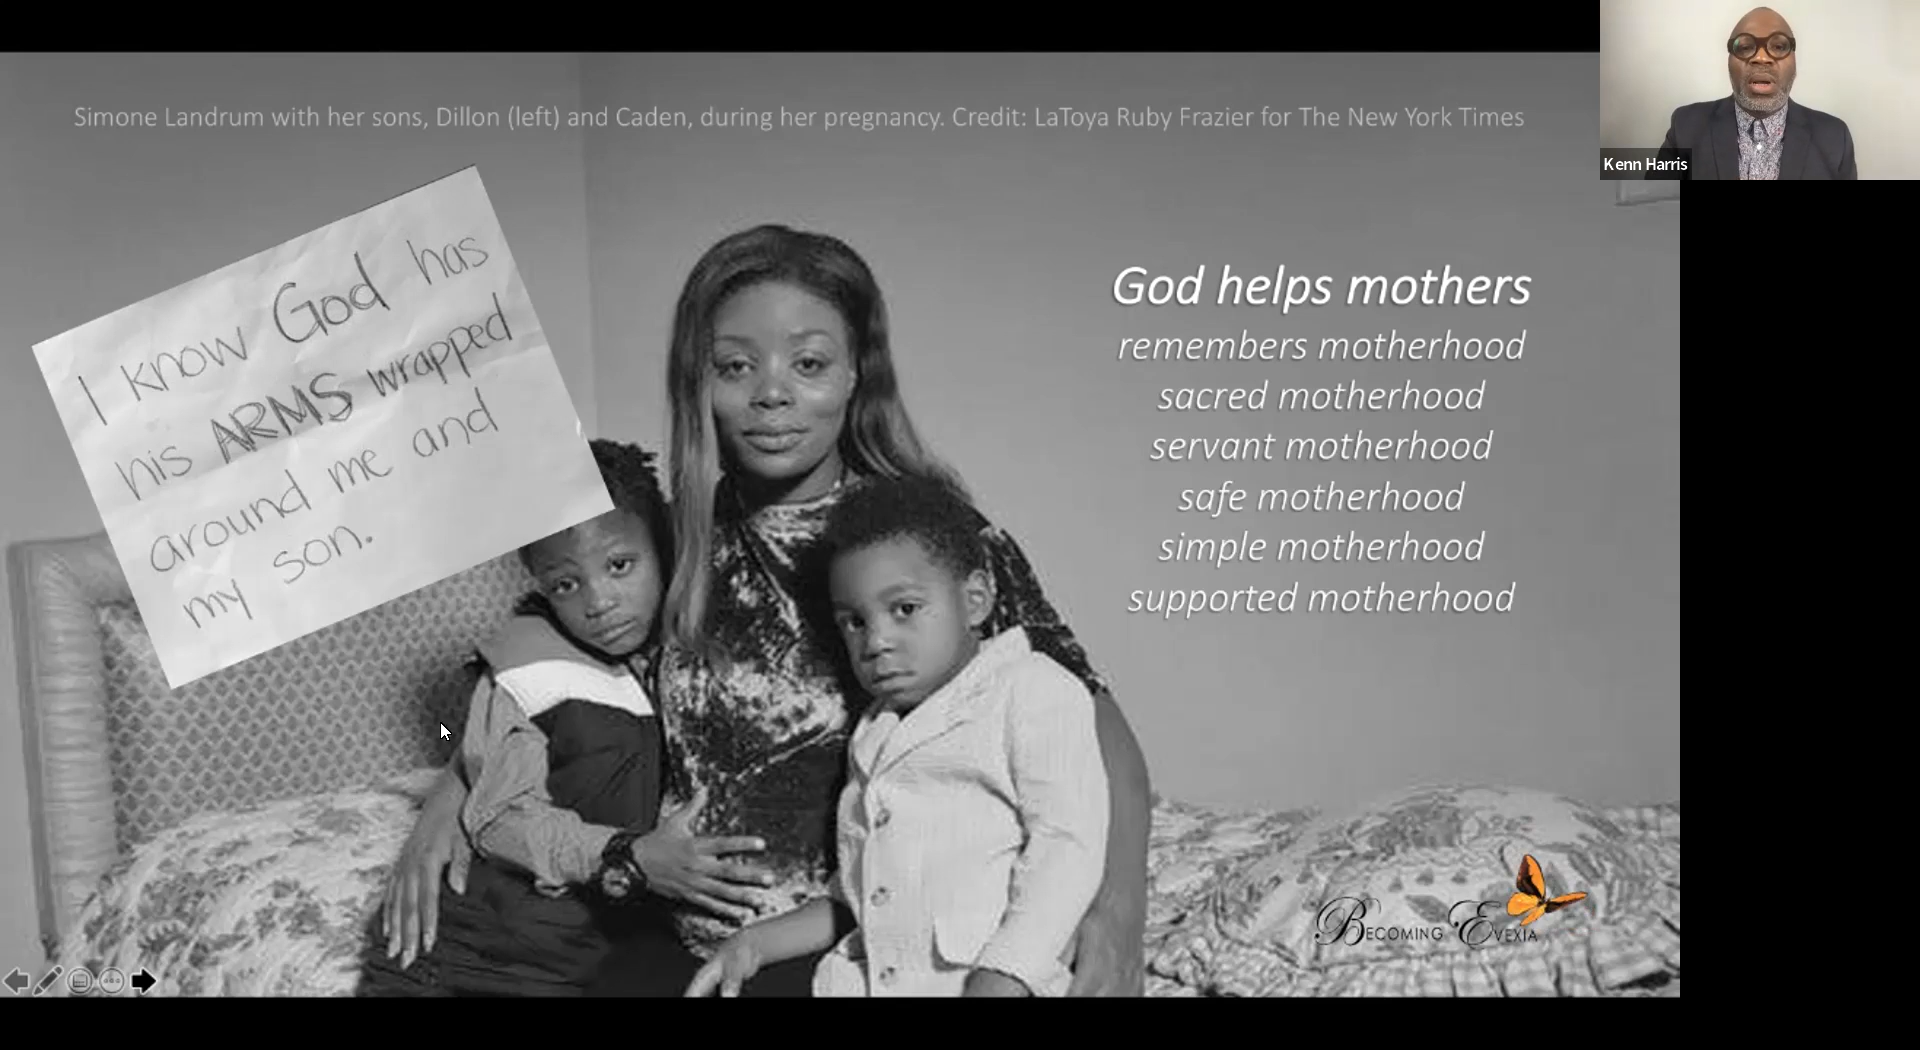 Simone Landrum with her sons, Dillon (left) and Caden, during her pregnancy. Credit: LaToya Ruby Frazier for The New York Times
Kenn Harris
I know God has
his ARMS wrapped
around me and
my son.
God helps mothers
remembers motherhood
sacred motherhood
servant motherhood
safe motherhood
simple motherhood
supported motherhood
BECOMING EVEXIA